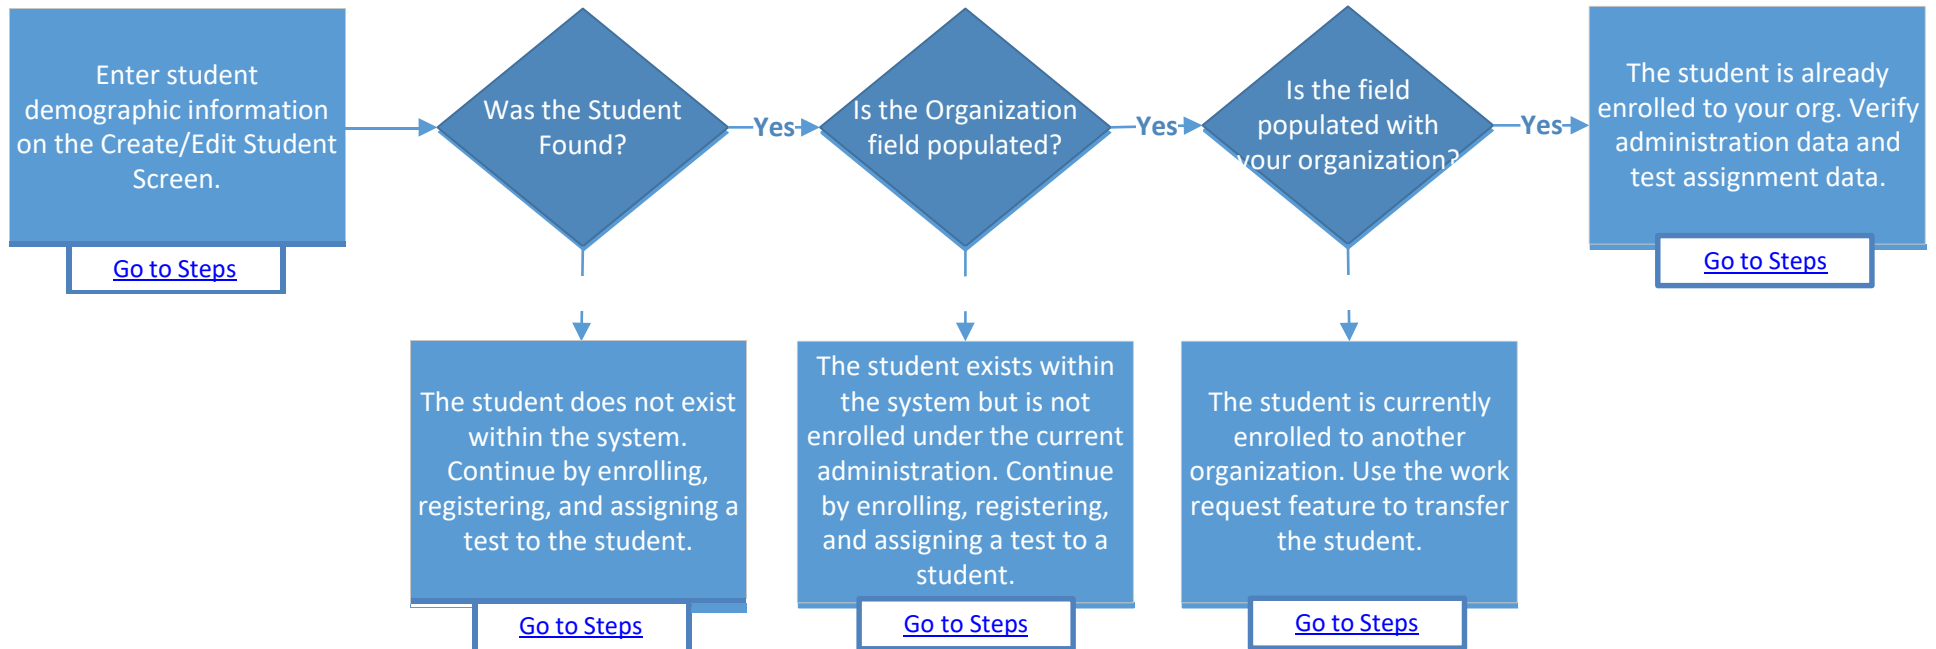 Enter student
demographic information
on the Create/Edit Student
Screen.
Go to Steps
Was the Student
Found?
Yes
Is the Organization
field populated?
Yes
Is the field
populated with
your organization?
Yes
The student is already
enrolled to your org. Verify
administration data and
test assignment data.
Go to Steps
The student does not exist
within the system.
Continue by enrolling,
registering, and assigning a
test to the student.
Go to Steps
The student exists within
the system but is not
enrolled under the current
administration. Continue
by enrolling, registering,
and assigning a test to a
student.
Go to Steps
The student is currently
enrolled to another
organization. Use the work
request feature to transfer
the student.
Go to Steps